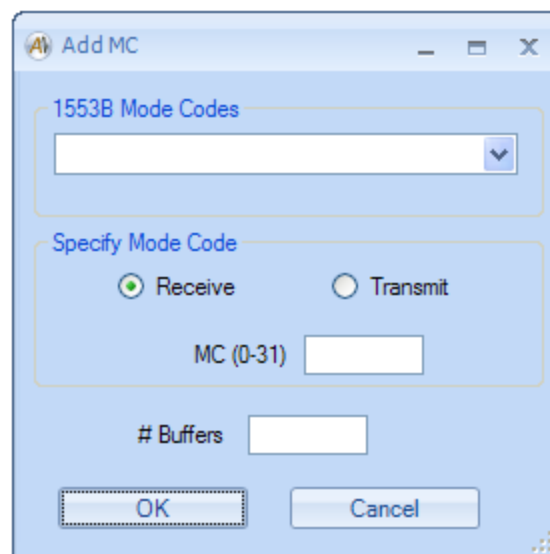 Add MC
1553B Mode Codes
Specify Mode Code
Receive Transmit
MC (0-31)
# Buffers
OK Cancel